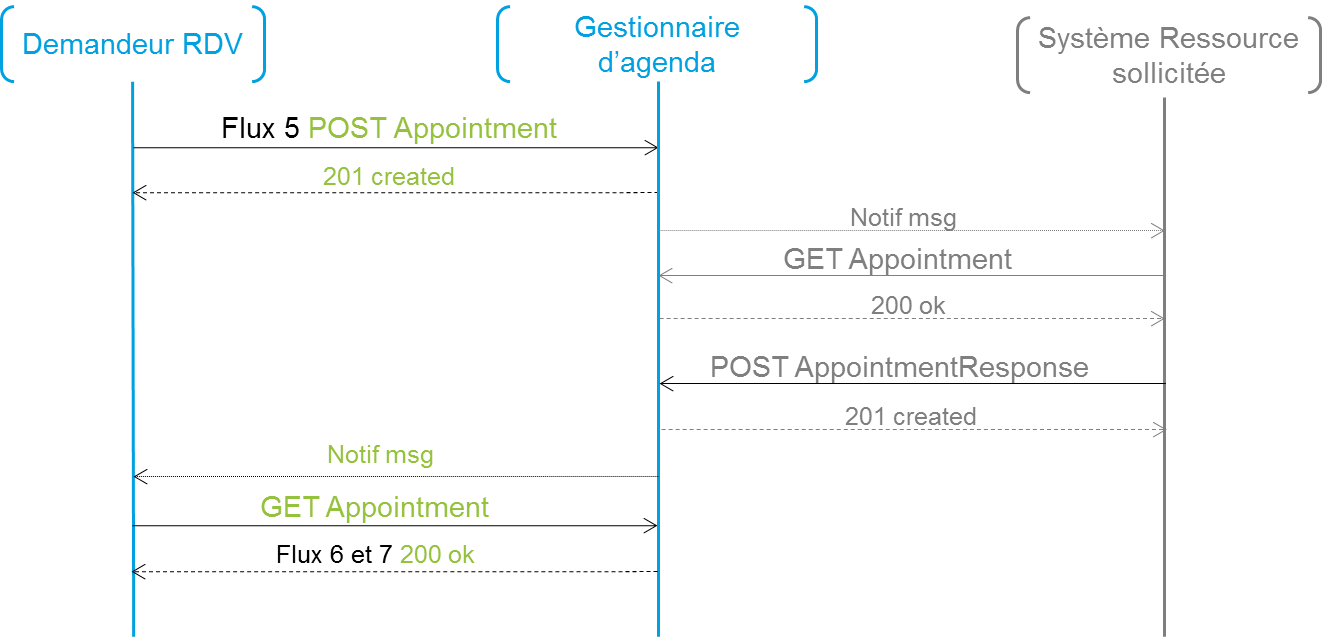 Demandeur RDV
Gestionnaire
d’agenda
Système Ressource
sollicitée
Flux 5 POST Appointment
201 created
Notif msg
GET Appointment
200 ok
POST AppointmentResponse
201 created
Notif msg
GET Appointment
Flux 6 et 7 200 ok